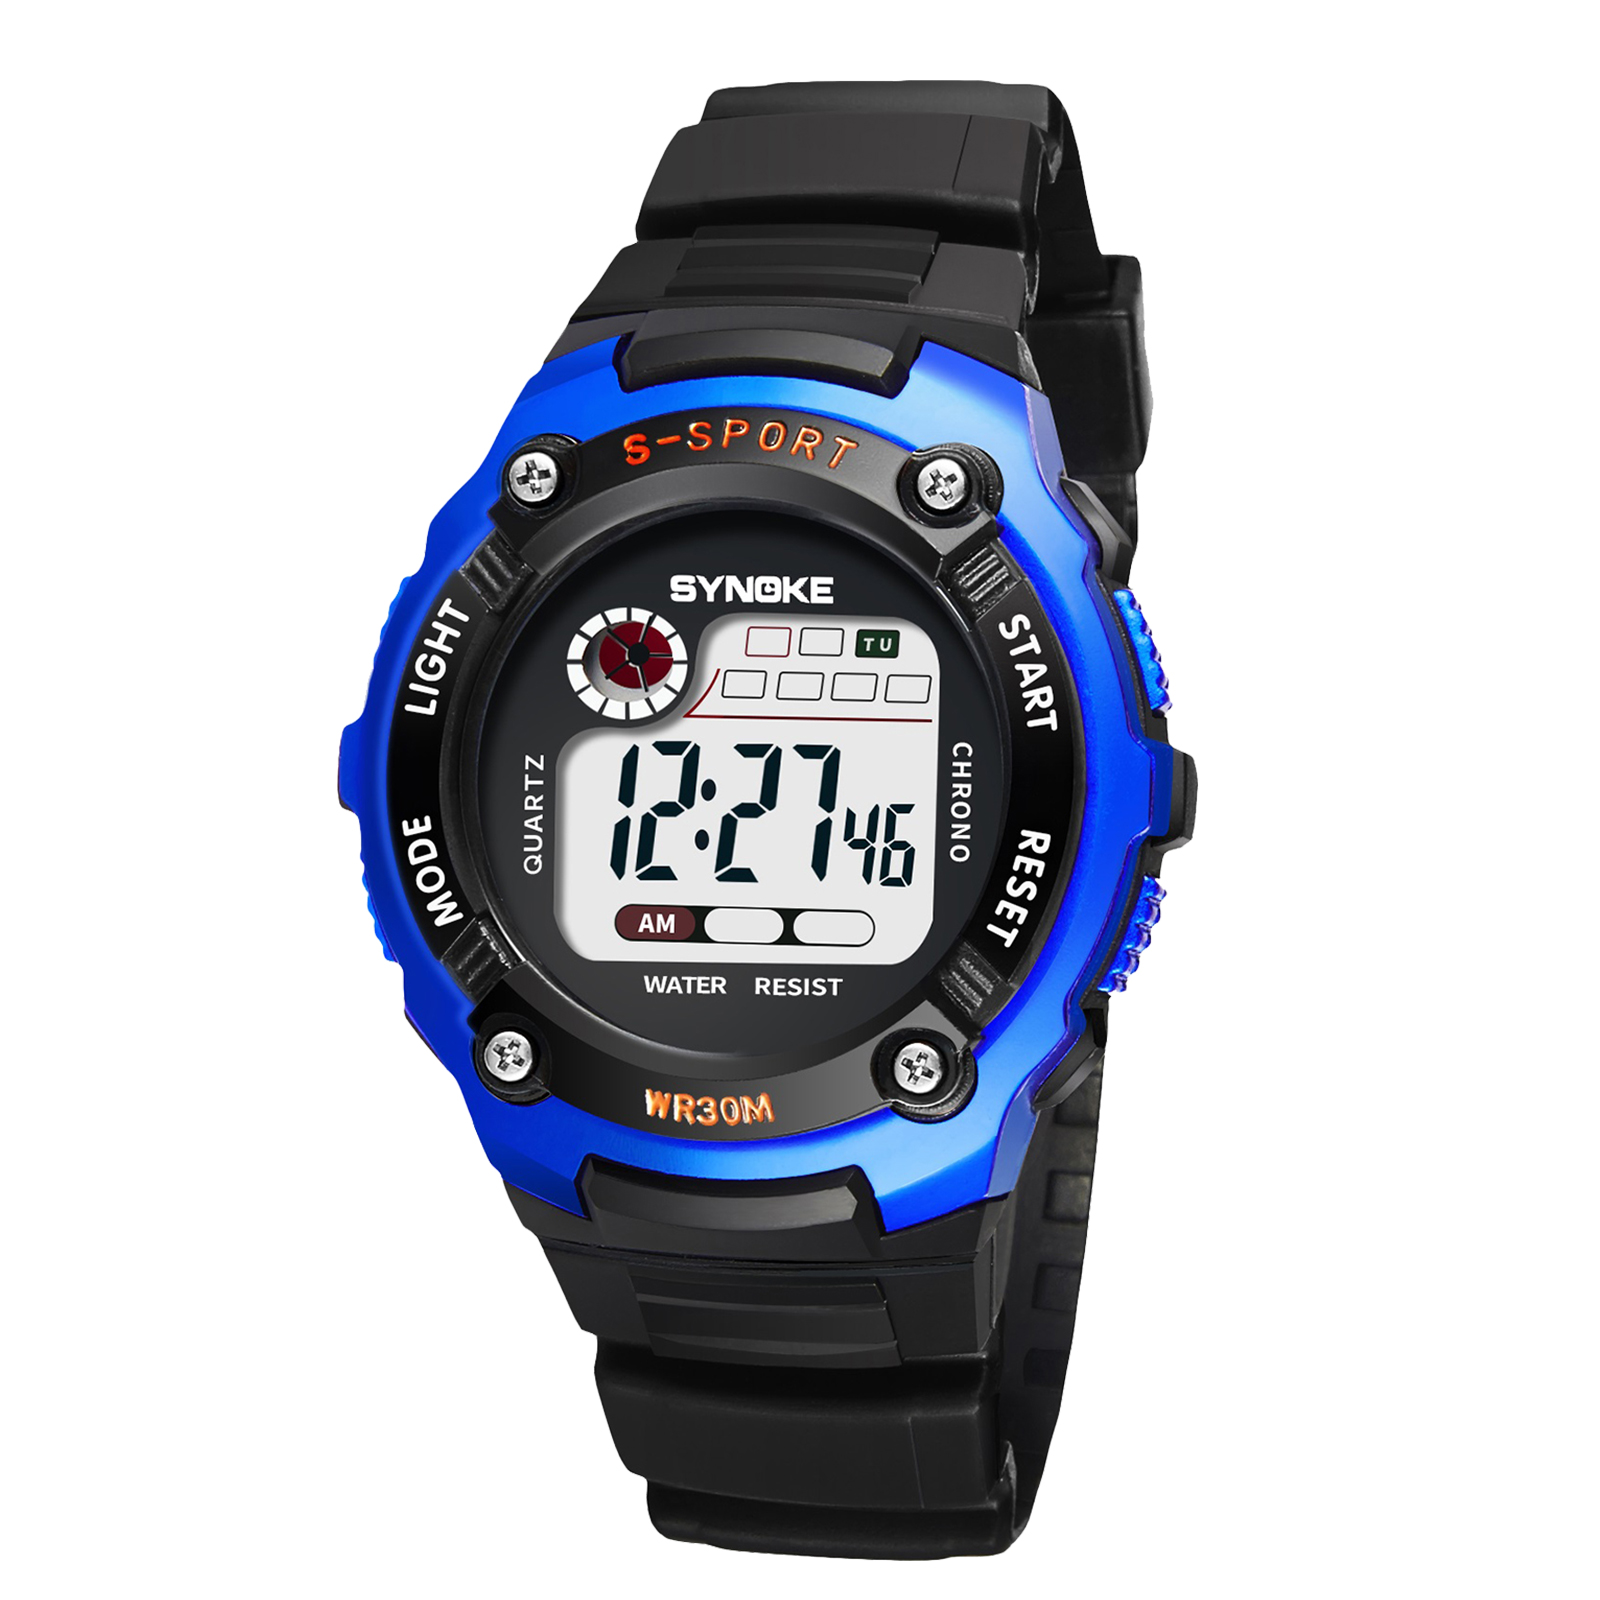 S-SPORT
SYNOKE
TU
LIGHT
START
QUARTZ
12:27 46
CHRONO
MODE
RESET
AM
WATER RESIST
WR30M